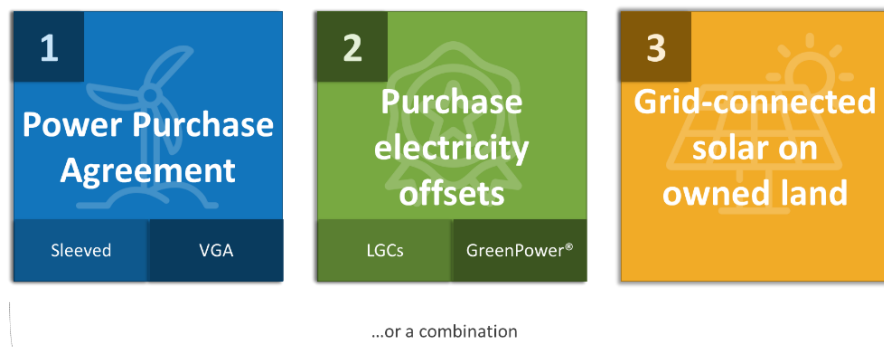 1
Power Purchase
Agreement
Sleeved
VGA
2
Purchase
electricity
offsets
LGCs
GreenPower®
3
Grid-connected
solar on
owned land
...or a combination